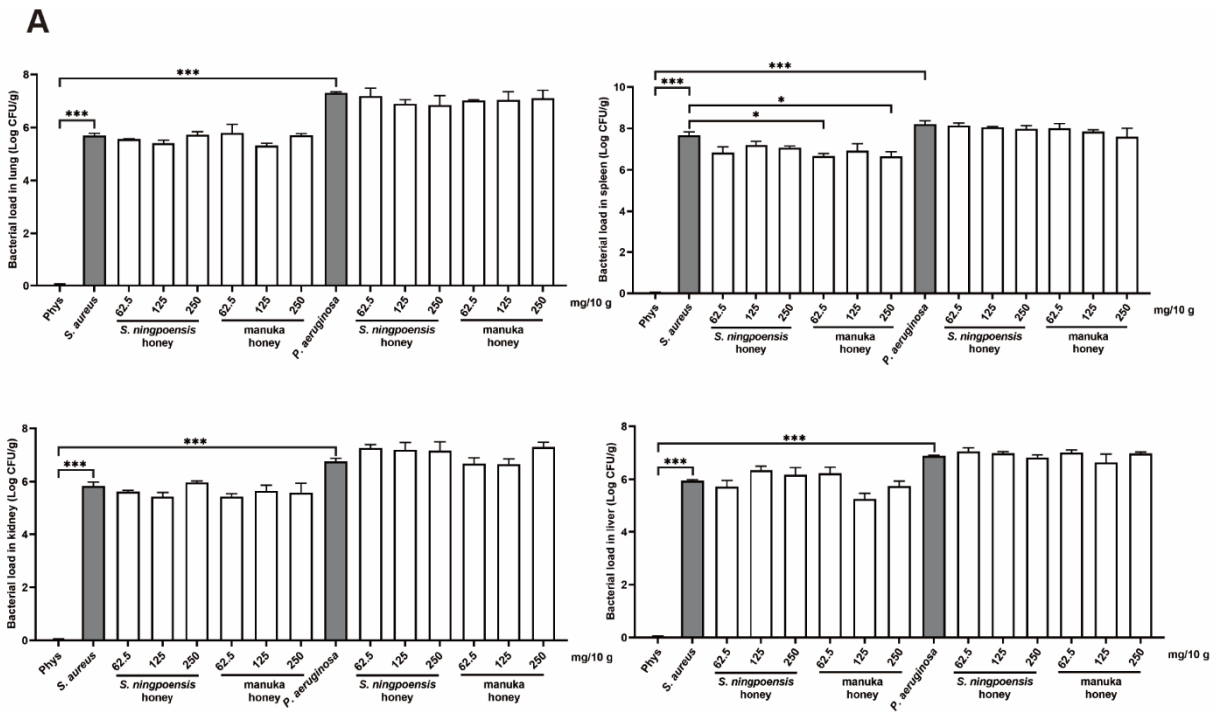 A
Bacterial load in lung (Log CFU/g)
8
6
4
2
0
***
***
Phys
S. aureus
62.5
125
250
62.5
125
250
P. aeruginosa
62.5
125
250
62.5
125
250
mg/10 g
S. ningpoensis
honey
manuka
honey
S. ningpoensis
honey
manuka
honey
Bacterial load in spleen (Log CFU/g)
10
8
6
4
2
0
***
***
*
*
Phys
S. aureus
62.5
125
250
62.5
125
250
P. aeruginosa
62.5
125
250
62.5
125
250
mg/10 g
S. ningpoensis
honey
manuka
honey
S. ningpoensis
honey
manuka
honey
Bacterial load in kidney (Log CFU/g)
8
6
4
2
0
***
***
Phys
S. aureus
62.5
125
250
62.5
125
250
P. aeruginosa
62.5
125
250
62.5
125
250
mg/10 g
S. ningpoensis
honey
manuka
honey
S. ningpoensis
honey
manuka
honey
Bacterial load in liver (Log CFU/g)
8
6
4
2
0
***
***
Phys
S. aureus
62.5
125
250
62.5
125
250
P. aeruginosa
62.5
125
250
62.5
125
250
mg/10 g
S. ningpoensis
honey
manuka
honey
S. ningpoensis
honey
manuka
honey